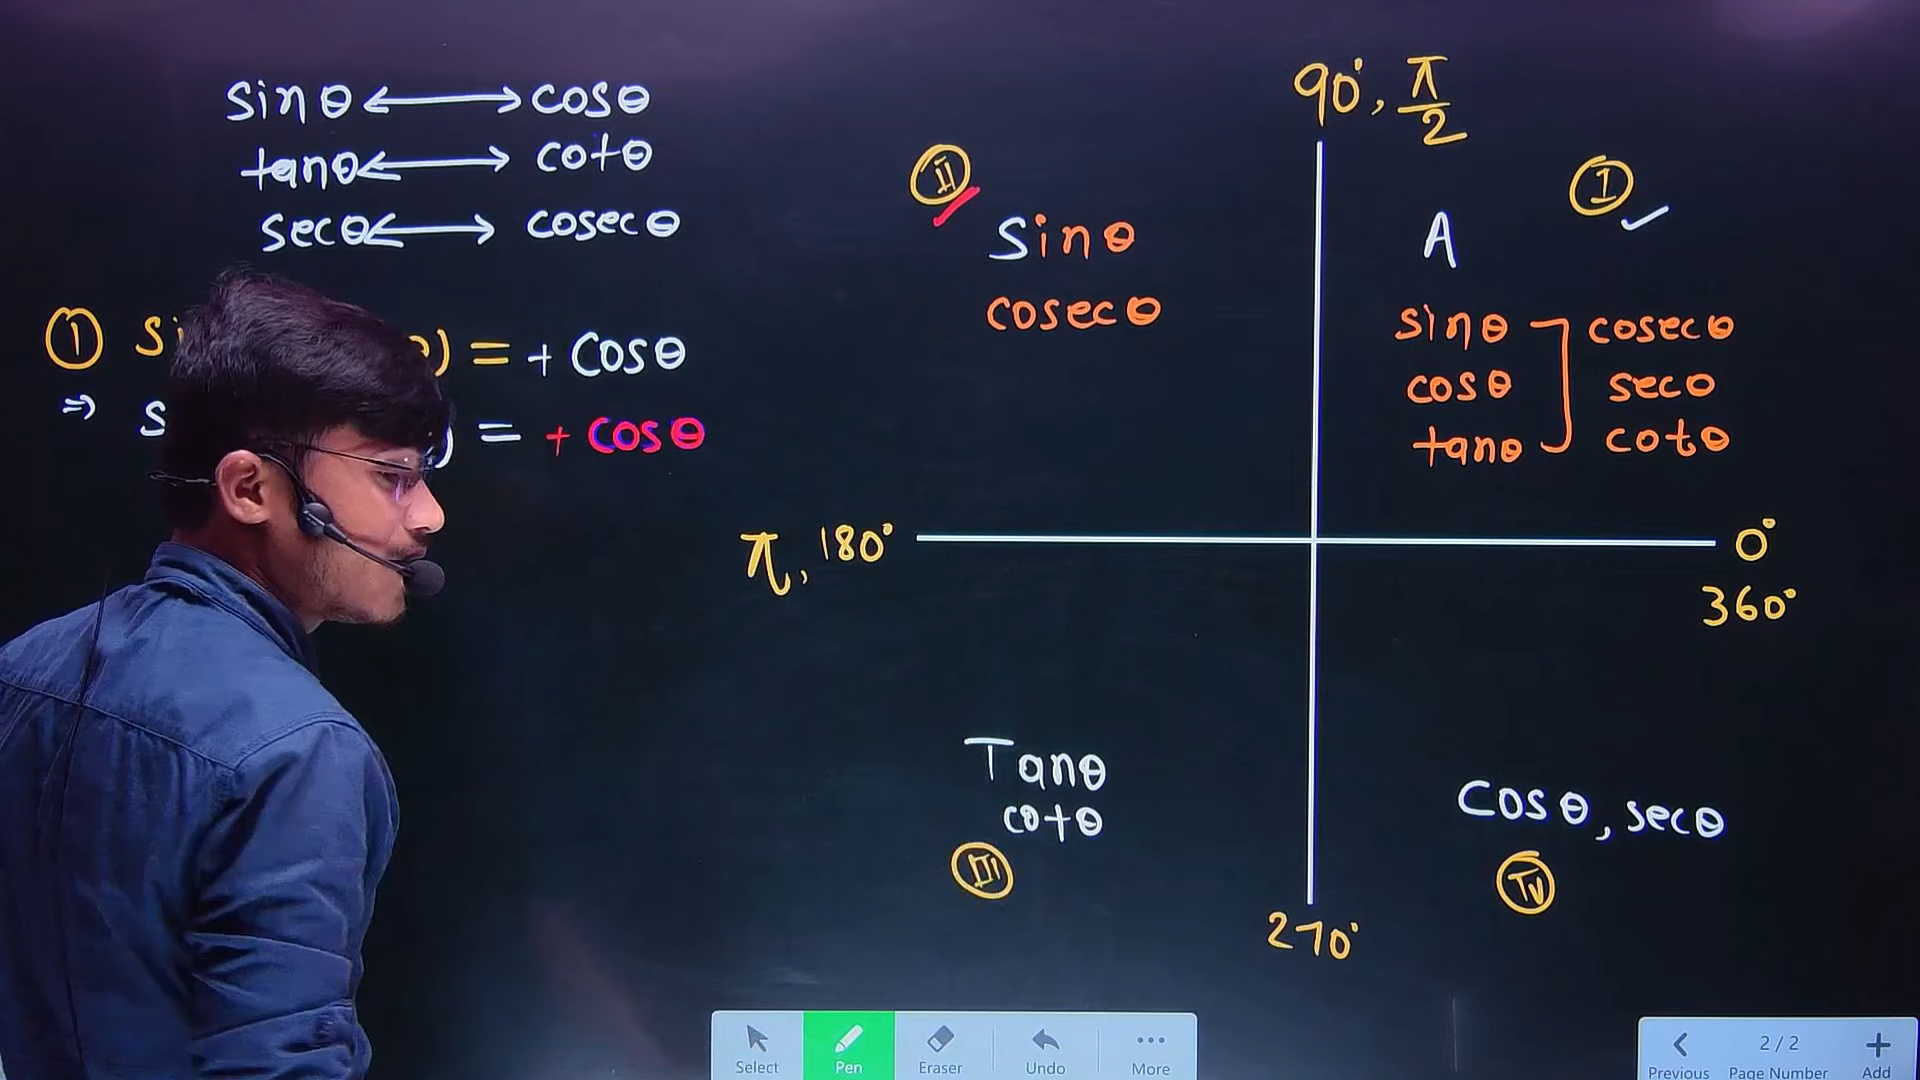 sinθ ⟷ cosθ
tanθ ⟷ cotθ
secθ ⟷ cosecθ
① si θ) = + cosθ
⇒ s ) = + cosθ
90°, π/2
II
sinθ
cosecθ
I
A
sinθ cosecθ
cosθ secθ
tanθ cotθ
π, 180°
0°
360°
Tanθ
cotθ
III
cosθ, secθ
IV
270°
Select
Pen
Eraser
Undo
More
Previous
2 / 2
Page Number
Add